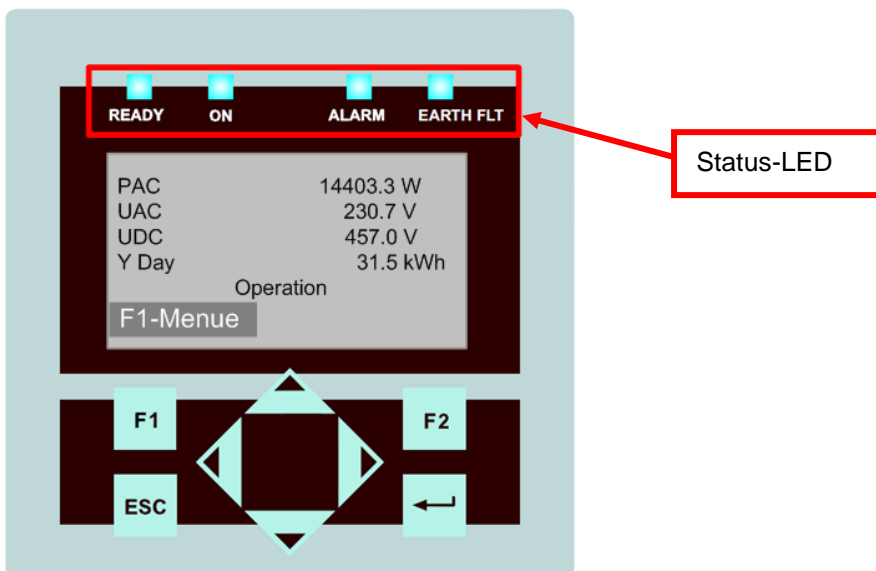 READY ON ALARM EARTH FLT
Status-LED
PAC 14403.3 W
UAC 230.7 V
UDC 457.0 V
Y Day 31.5 kWh
Operation
F1-Menue
F1 F2
ESC